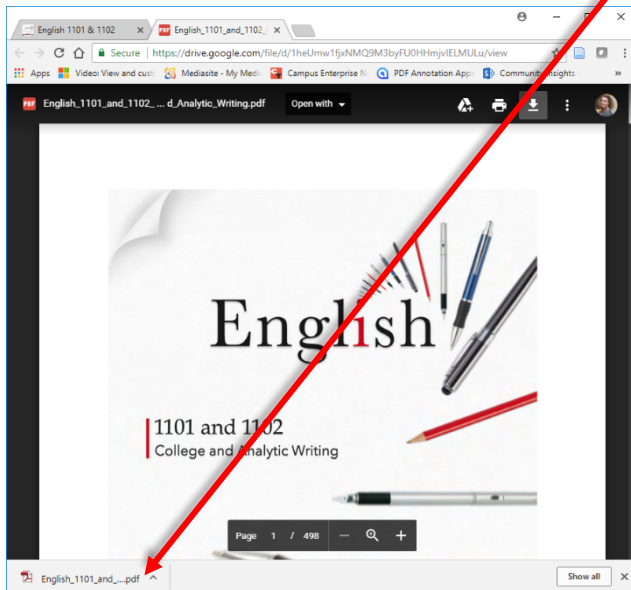 English 1101 & 1102
English_1101_and_1102_
Secure
https://drive.google.com/file/d/1heUmw1fjxNMQ9M3byFU0HHmjvIELMULu/view
Apps
Video: View and cust
Mediasite - My Medi
Campus Enterprise N
PDF Annotation Apps
Community Insights
English_1101_and_1102_ ... d_Analytic_Writing.pdf
Open with
English
1101 and 1102
College and Analytic Writing
Page 1 / 498
English_1101_and_....pdf
Show all